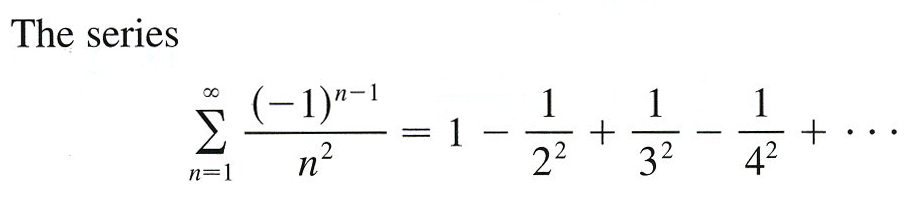 The series
∑_{n=1}^{∞} (−1)^{n−1} / n² = 1 − 1/2² + 1/3² − 1/4² + · · ·